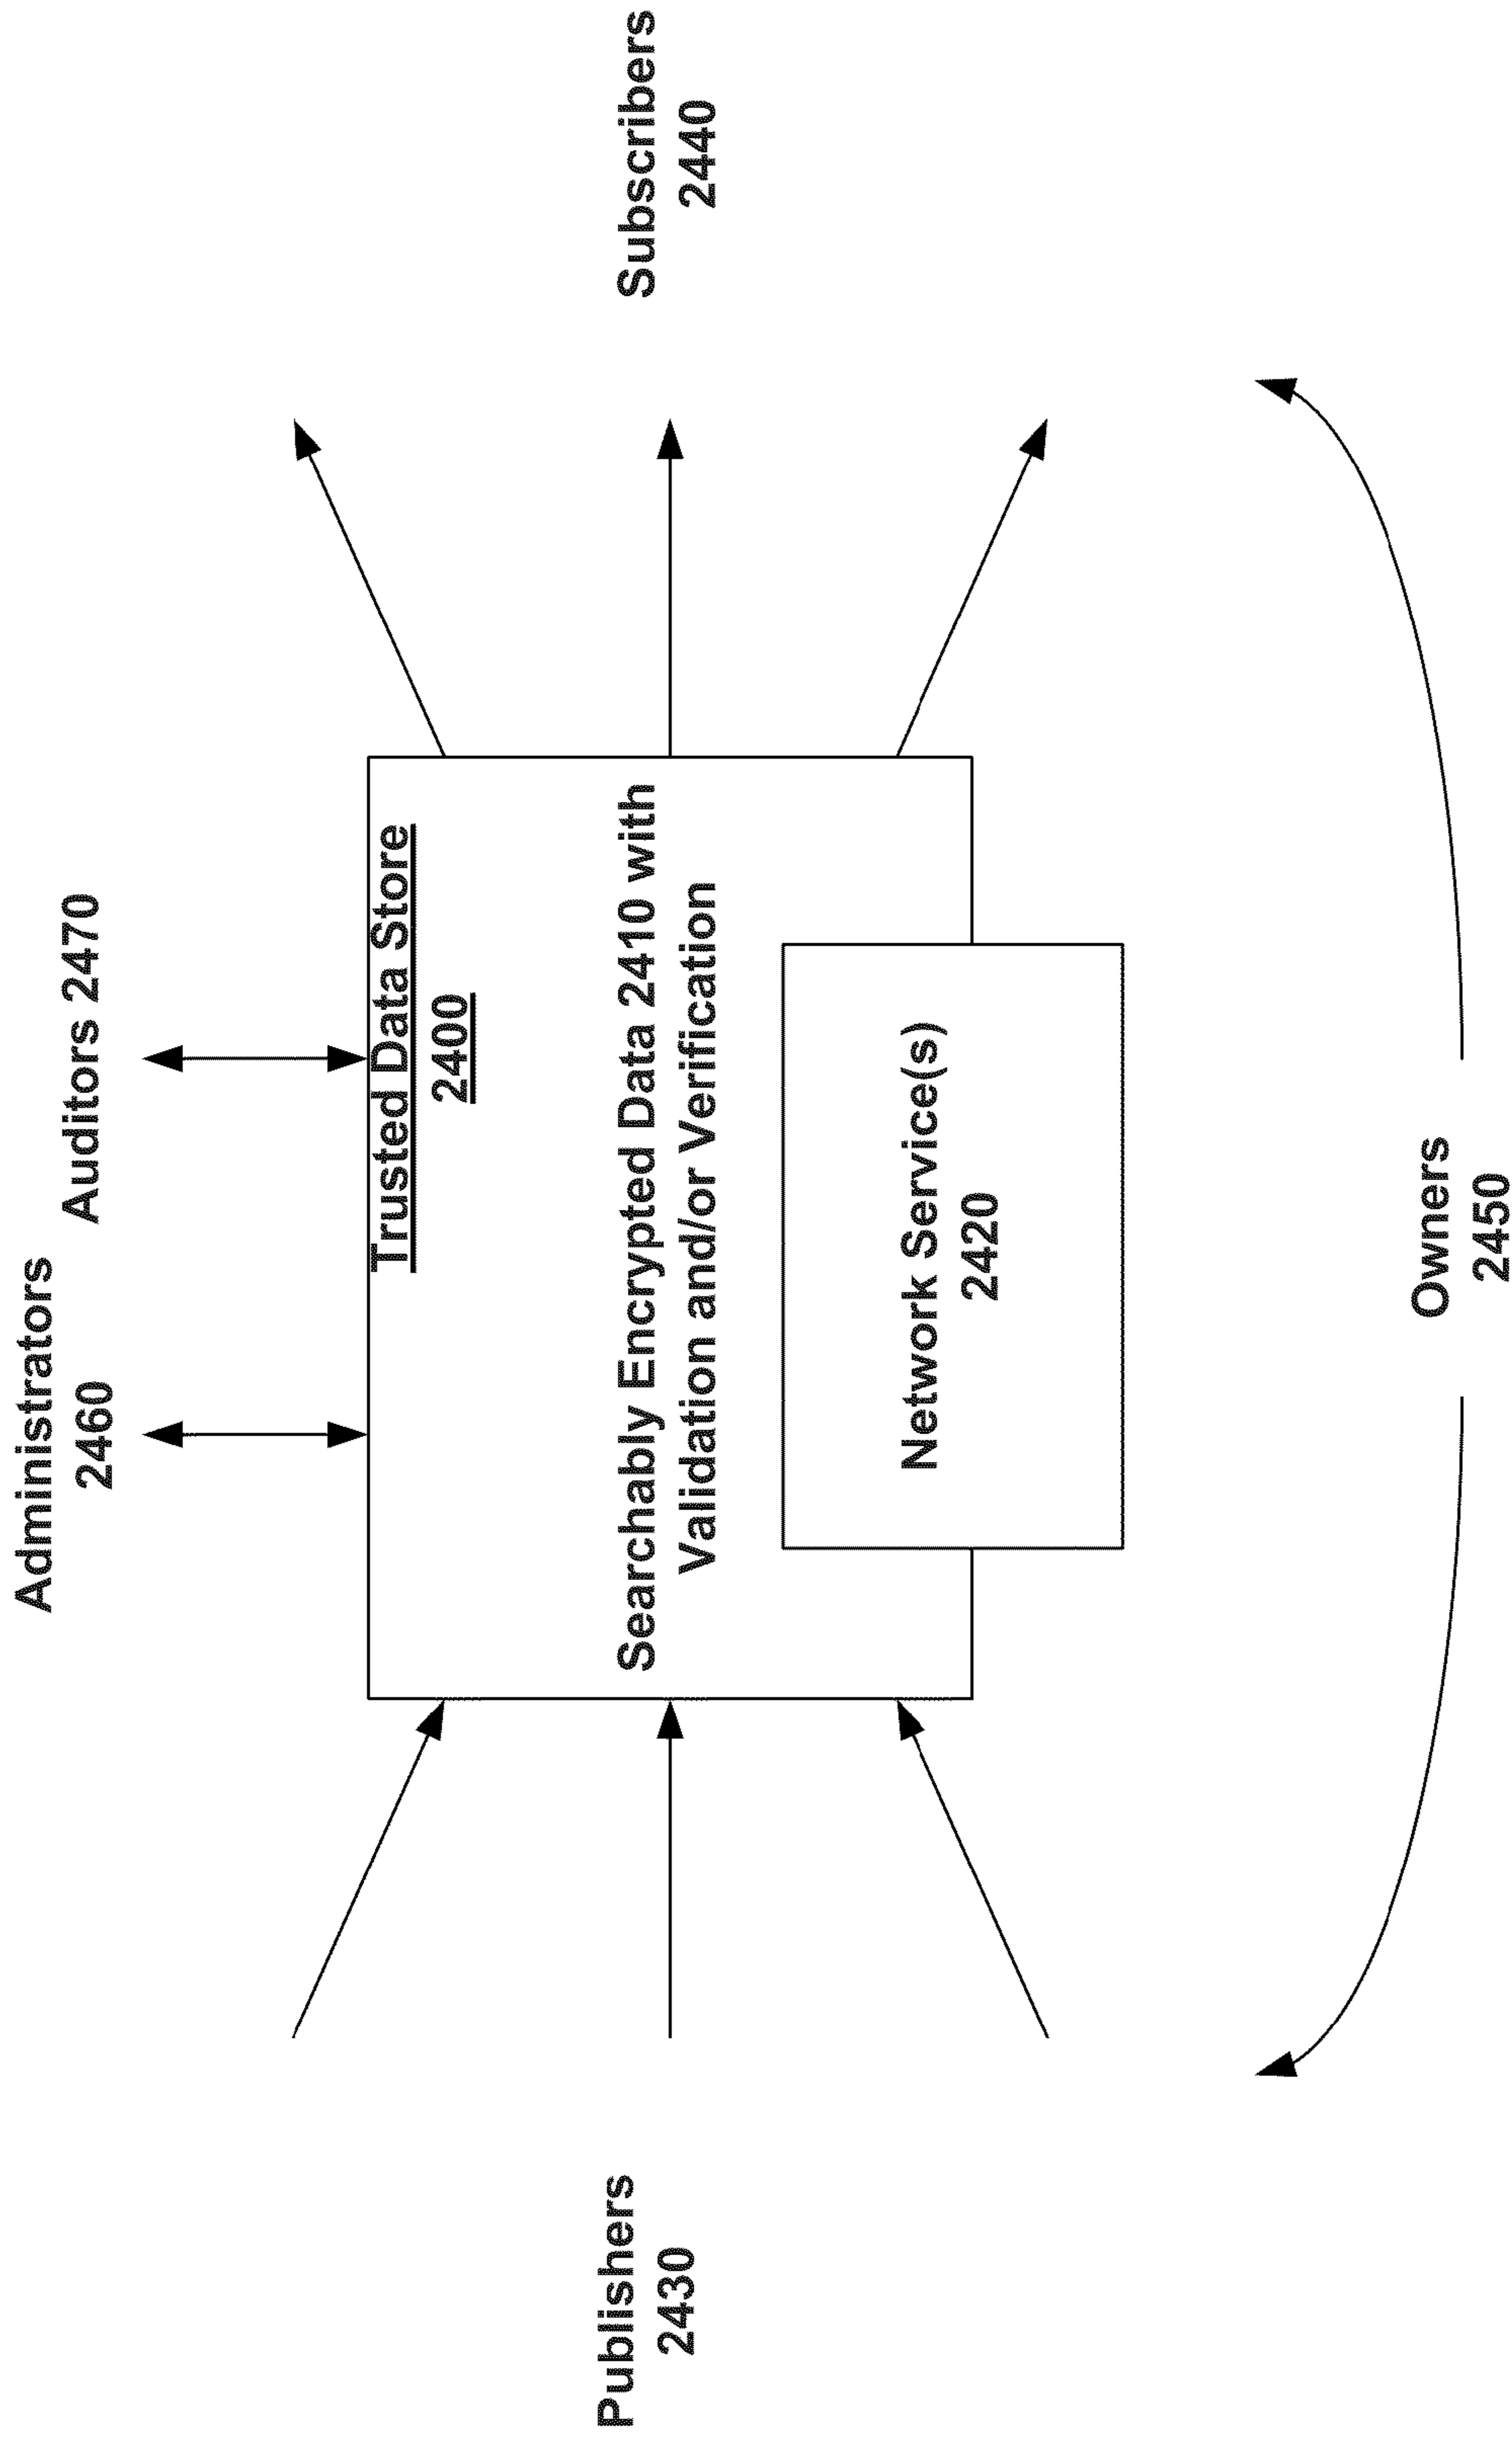 Administrators
2460
Auditors 2470
Trusted Data Store
2400
Publishers
2430
Searchably Encrypted Data 2410 with
Validation and/or Verification
Subscribers
2440
Network Service(s)
2420
Owners
2450